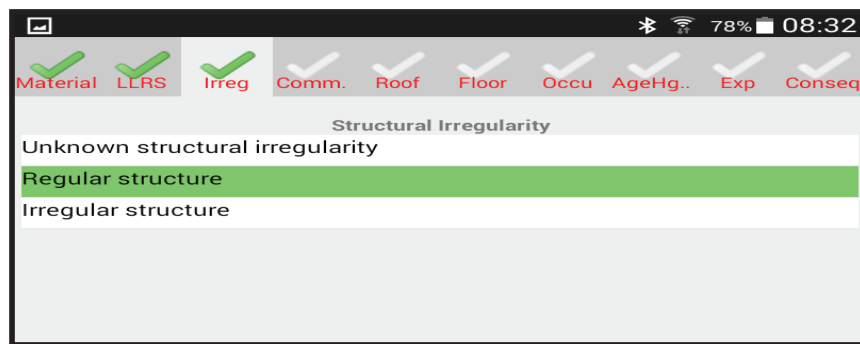 78% 08:32
Material LLRS Irreg Comm. Roof Floor Occu AgeHg.. Exp Conseq
Structural Irregularity
Unknown structural irregularity
Regular structure
Irregular structure